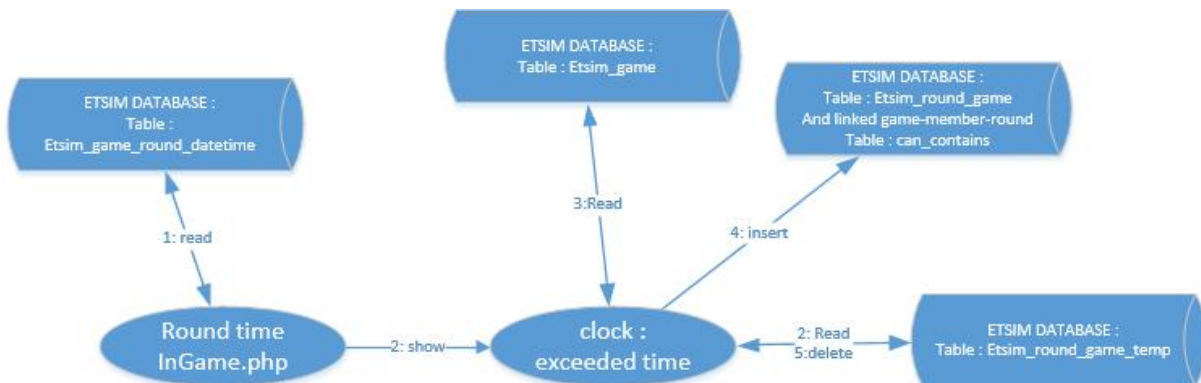 ETSIM DATABASE :
Table : Etsim_game
ETSIM DATABASE :
Table :
Etsim_game_round_datetime
ETSIM DATABASE :
Table : Etsim_round_game
And linked game-member-round
Table : can_contains
1: read
3:Read
4: insert
Round time
InGame.php
2: show
clock :
exceeded time
2: Read
5:delete
ETSIM DATABASE :
Table : Etsim_round_game_temp